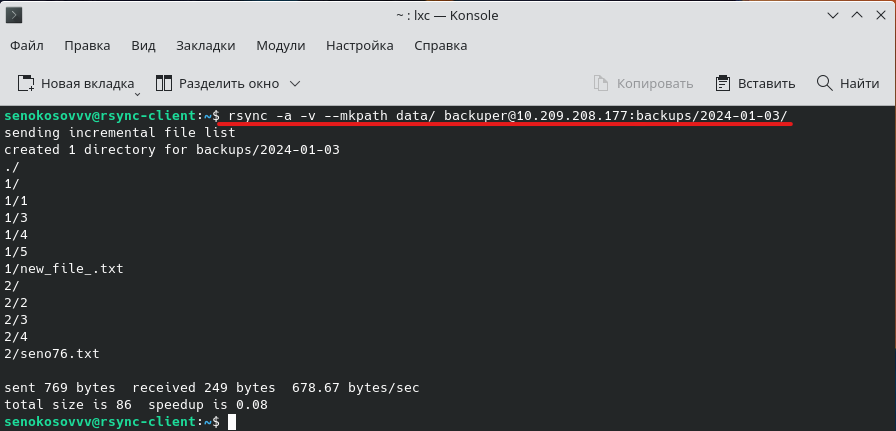 ~ : lxc — Konsole
Файл Правка Вид Закладки Модули Настройка Справка
Новая вкладка Разделить окно Копировать Вставить Найти
senokosovvv@rsync-client:~$ rsync -a -v --mkpath data/ backuper@10.209.208.177:backups/2024-01-03/
sending incremental file list
created 1 directory for backups/2024-01-03
./
1/
1/1
1/3
1/4
1/5
1/new_file_.txt
2/
2/2
2/3
2/4
2/seno76.txt
sent 769 bytes  received 249 bytes  678.67 bytes/sec
total size is 86  speedup is 0.08
senokosovvv@rsync-client:~$